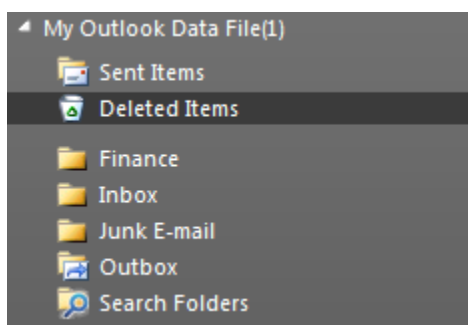 My Outlook Data File(1)
Sent Items
Deleted Items
Finance
Inbox
Junk E-mail
Outbox
Search Folders